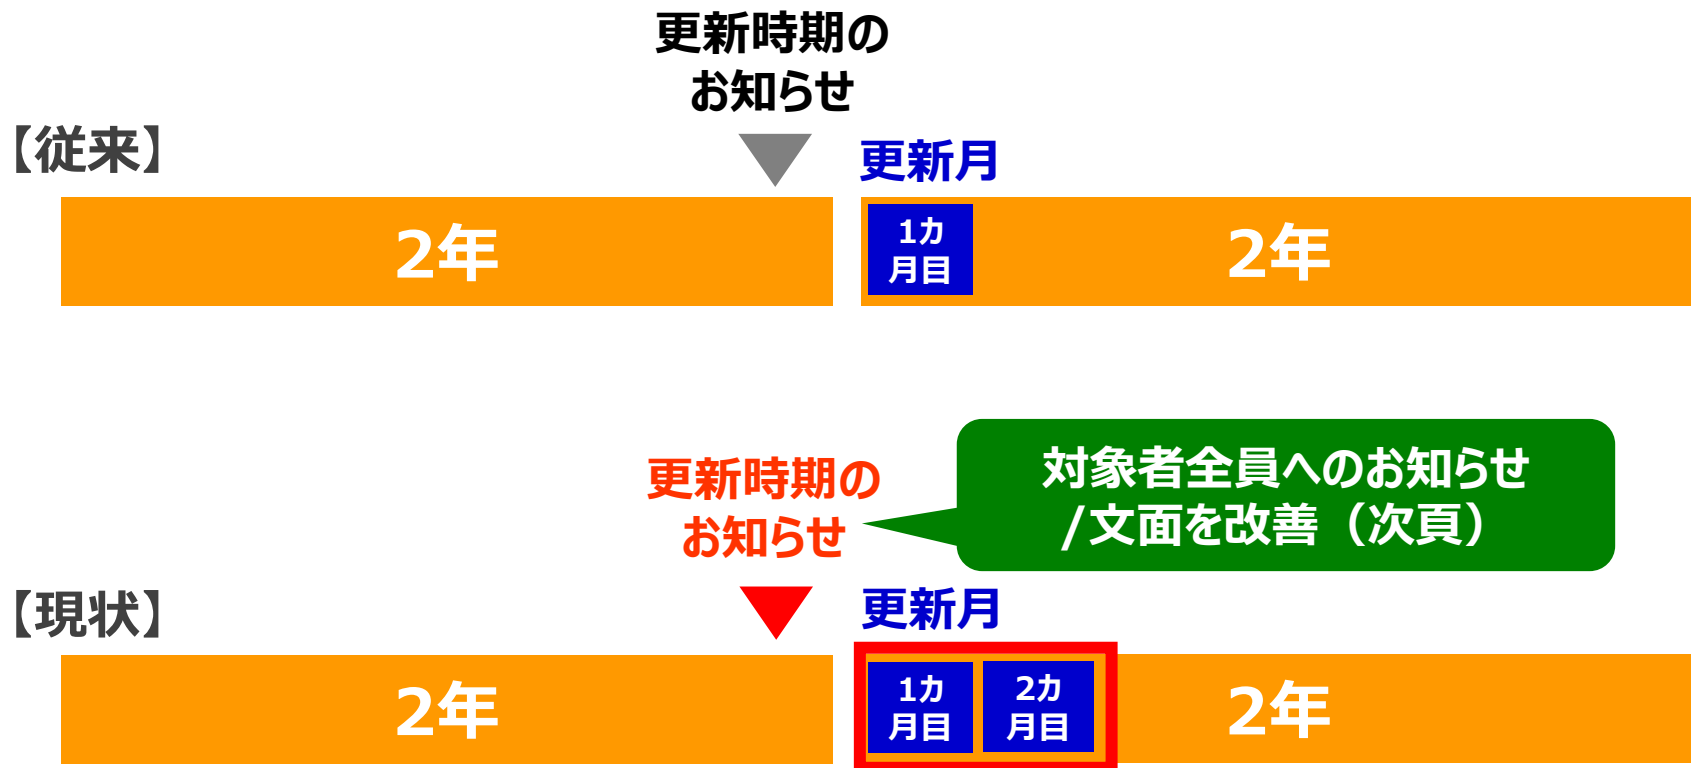 更新時期の
お知らせ
【従来】
更新月
2年
1カ
月目
2年
更新時期の
お知らせ
対象者全員へのお知らせ
/文面を改善（次頁）
【現状】
更新月
2年
1カ
月目
2カ
月目
2年